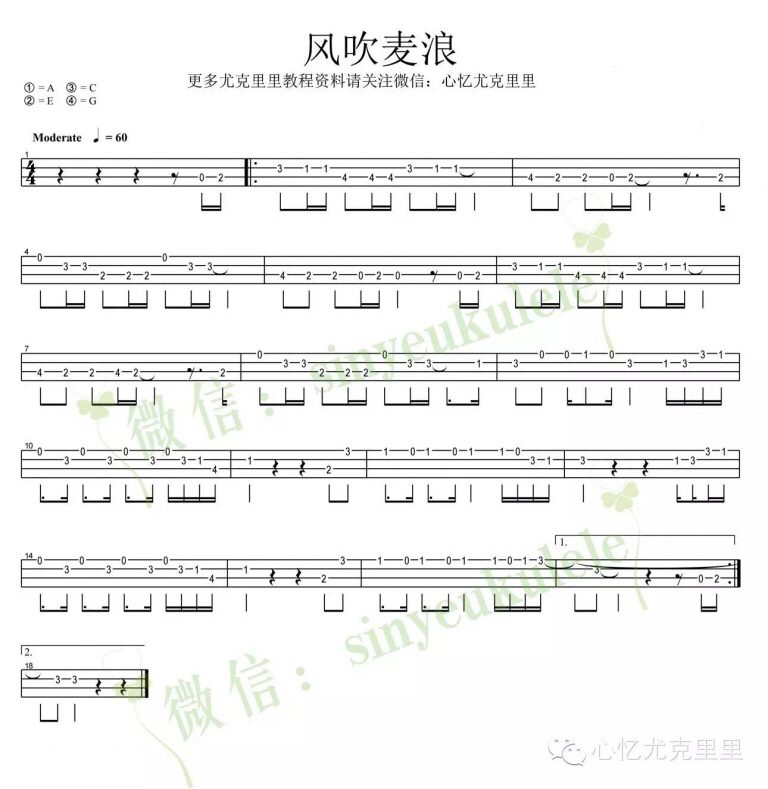 风吹麦浪
更多尤克里里教程资料请关注微信：心忆尤克里里
① = A ③ = C
② = E ④ = G
Moderate ♩ = 60
1
4
4
0 2 3 1 1 4 4 4 3 1 1 4 2 2 0 2 2
4
0 3 3 2 2 2 0 3 3 4 2 2 0 2 0 0 2 3 1 1 4 4 4 3 1 1
微信：sinyeukulele
7
4 2 2 4 2 2 0 3 3 2 2 2 0 3 3 1 3 0 0 1 0 3 1 3 3 1
10
0 3 0 3 0 3 0 3 1 4 1 2 3 1 0 1 0 1 1 0 3 1 3 1 3 3 1
14
0 3 0 3 0 3 0 3 1 4 1 2 3 1 0 1 0 1 1 0 1 3 1. 3 0 2
微信：sinyeukulele
2.
18
3 3
心忆尤克里里